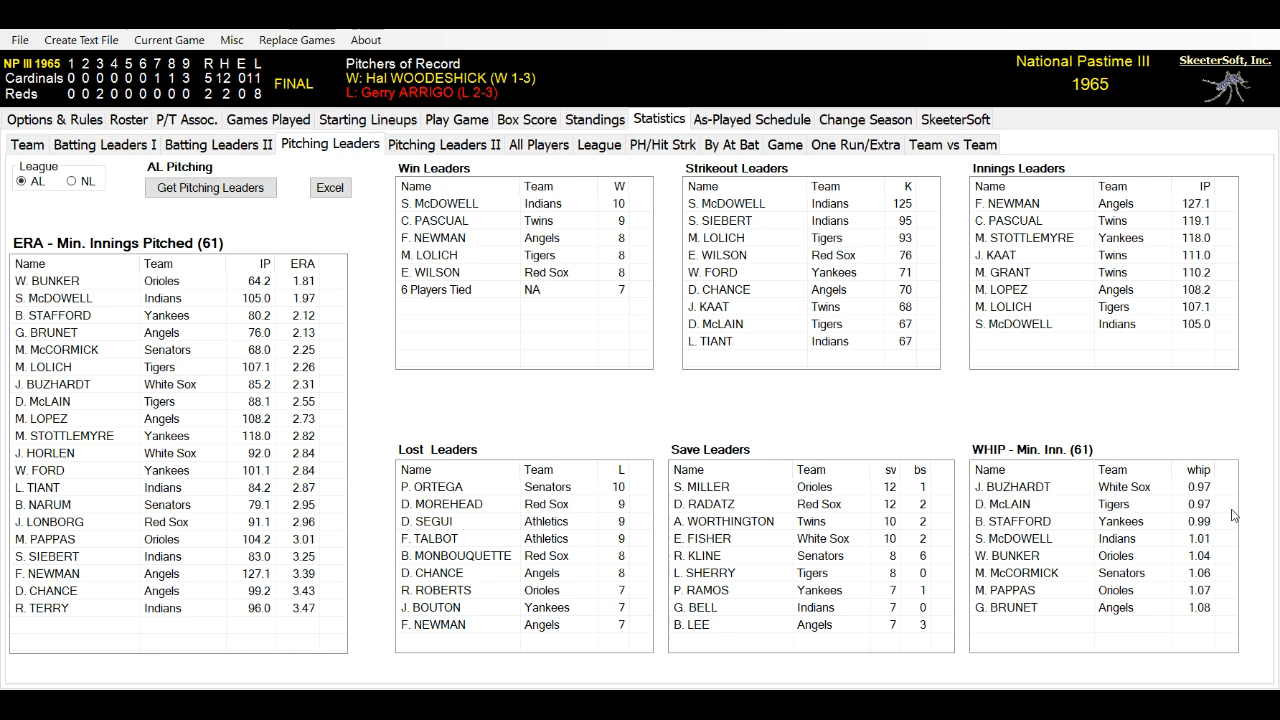 File Create Text File Current Game Misc Replace Games About
NP III 1965 1 2 3 4 5 6 7 8 9 R H E L
Cardinals 0 0 0 0 0 0 1 1 3 5 12 0 11
Reds 0 0 2 0 0 0 0 0 0 2 2 0 8
FINAL
Pitchers of Record
W: Hal WOODESHICK (W 1-3)
L: Gerry ARRIGO (L 2-3)
National Pastime III
1965
SkeeterSoft, Inc.
Options & Rules Roster P/T Assoc. Games Played Starting Lineups Play Game Box Score Standings Statistics As-Played Schedule Change Season SkeeterSoft
Team Batting Leaders I Batting Leaders II Pitching Leaders Pitching Leaders II All Players League PH/Hit Strk By At Bat Game One Run/Extra Team vs Team
League
AL NL
AL Pitching
Get Pitching Leaders Excel
ERA - Min. Innings Pitched (61)
Name Team IP ERA
W. BUNKER Orioles 64.2 1.81
S. McDOWELL Indians 105.0 1.97
B. STAFFORD Yankees 80.2 2.12
G. BRUNET Angels 76.0 2.13
M. McCORMICK Senators 68.0 2.25
M. LOLICH Tigers 107.1 2.26
J. BUZHARDT White Sox 85.2 2.31
D. McLAIN Tigers 88.1 2.55
M. LOPEZ Angels 108.2 2.73
M. STOTTLEMYRE Yankees 118.0 2.82
J. HORLEN White Sox 92.0 2.84
W. FORD Yankees 101.1 2.84
L. TIANT Indians 84.2 2.87
B. NARUM Senators 79.1 2.95
J. LONBORG Red Sox 91.1 2.96
M. PAPPAS Orioles 104.2 3.01
S. SIEBERT Indians 83.0 3.25
F. NEWMAN Angels 127.1 3.39
D. CHANCE Angels 99.2 3.43
R. TERRY Indians 96.0 3.47
Win Leaders
Name Team W
S. McDOWELL Indians 10
C. PASCUAL Twins 9
F. NEWMAN Angels 8
M. LOLICH Tigers 8
E. WILSON Red Sox 8
6 Players Tied NA 7
Strikeout Leaders
Name Team K
S. McDOWELL Indians 125
S. SIEBERT Indians 95
M. LOLICH Tigers 93
E. WILSON Red Sox 76
W. FORD Yankees 71
D. CHANCE Angels 70
J. KAAT Twins 68
D. McLAIN Tigers 67
L. TIANT Indians 67
Innings Leaders
Name Team IP
F. NEWMAN Angels 127.1
C. PASCUAL Twins 119.1
M. STOTTLEMYRE Yankees 118.0
J. KAAT Twins 111.0
M. GRANT Twins 110.2
M. LOPEZ Angels 108.2
M. LOLICH Tigers 107.1
S. McDOWELL Indians 105.0
Lost Leaders
Name Team L
P. ORTEGA Senators 10
D. MOREHEAD Red Sox 9
D. SEGUI Athletics 9
F. TALBOT Athletics 9
B. MONBOUQUETTE Red Sox 8
D. CHANCE Angels 8
R. ROBERTS Orioles 7
J. BOUTON Yankees 7
F. NEWMAN Angels 7
Save Leaders
Name Team sv bs
S. MILLER Orioles 12 1
D. RADATZ Red Sox 12 2
A. WORTHINGTON Twins 10 2
E. FISHER White Sox 10 2
R. KLINE Senators 8 6
L. SHERRY Tigers 8 0
P. RAMOS Yankees 7 1
G. BELL Indians 7 0
B. LEE Angels 7 3
WHIP - Min. Inn. (61)
Name Team whip
J. BUZHARDT White Sox 0.97
D. McLAIN Tigers 0.97
B. STAFFORD Yankees 0.99
S. McDOWELL Indians 1.01
W. BUNKER Orioles 1.04
M. McCORMICK Senators 1.06
M. PAPPAS Orioles 1.07
G. BRUNET Angels 1.08